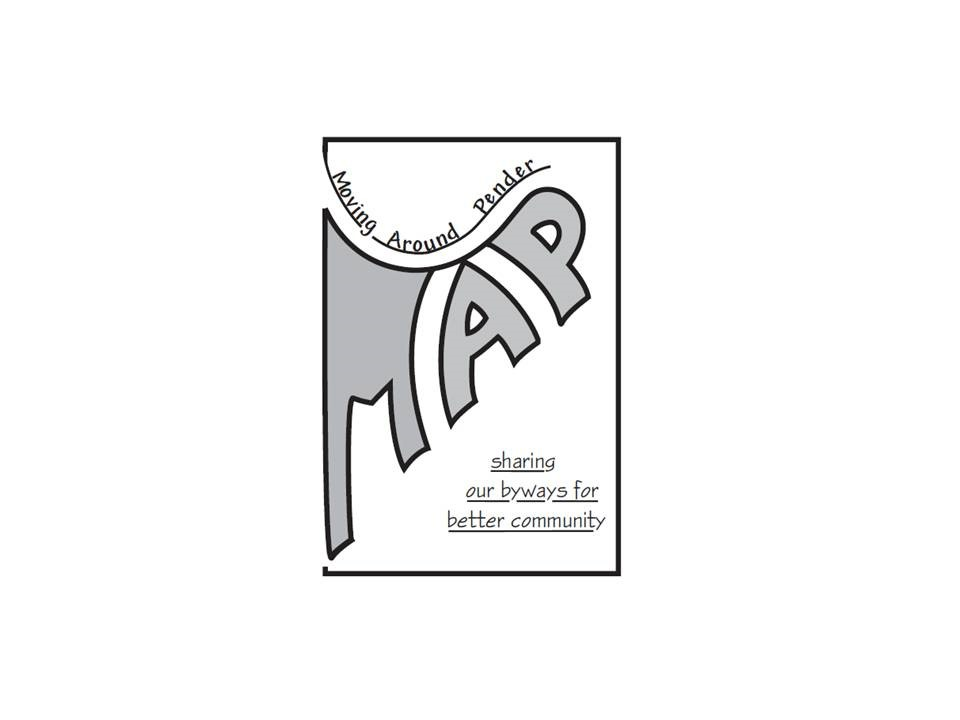 Moving Around Pender
MAP
sharing
our byways for
better community